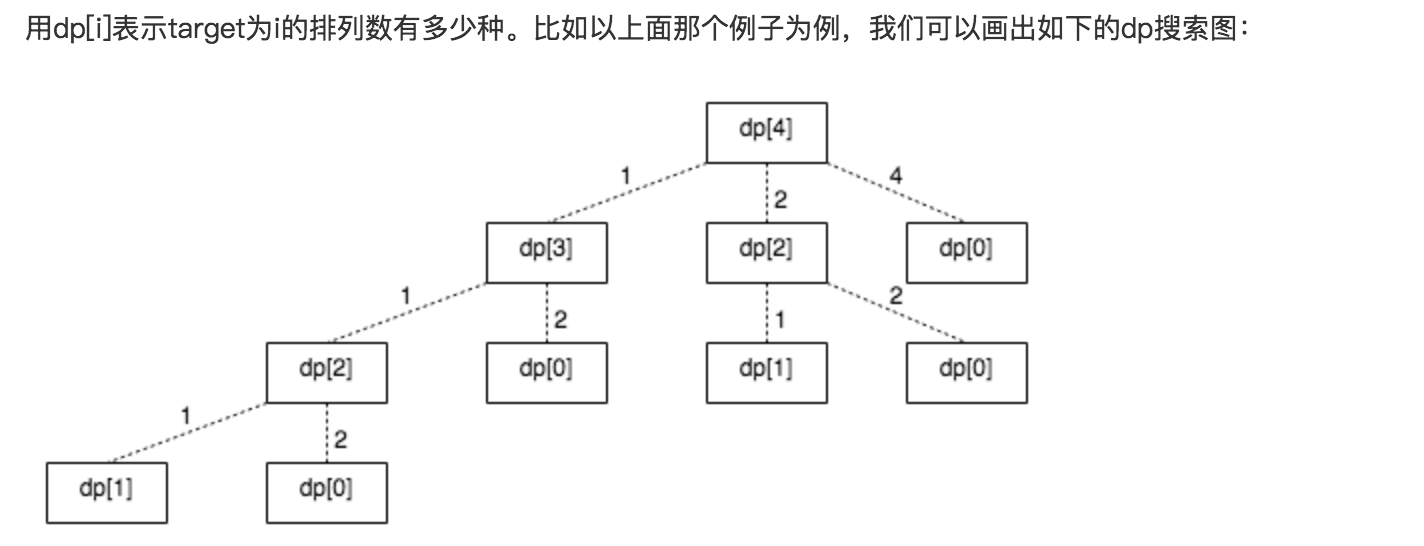 用dp[i]表示target为i的排列数有多少种。比如以上面那个例子为例，我们可以画出如下的dp搜索图：
dp[4]
1
2
4
dp[3]
dp[2]
dp[0]
1
2
1
2
dp[2]
dp[0]
dp[1]
dp[0]
1
2
dp[1]
dp[0]